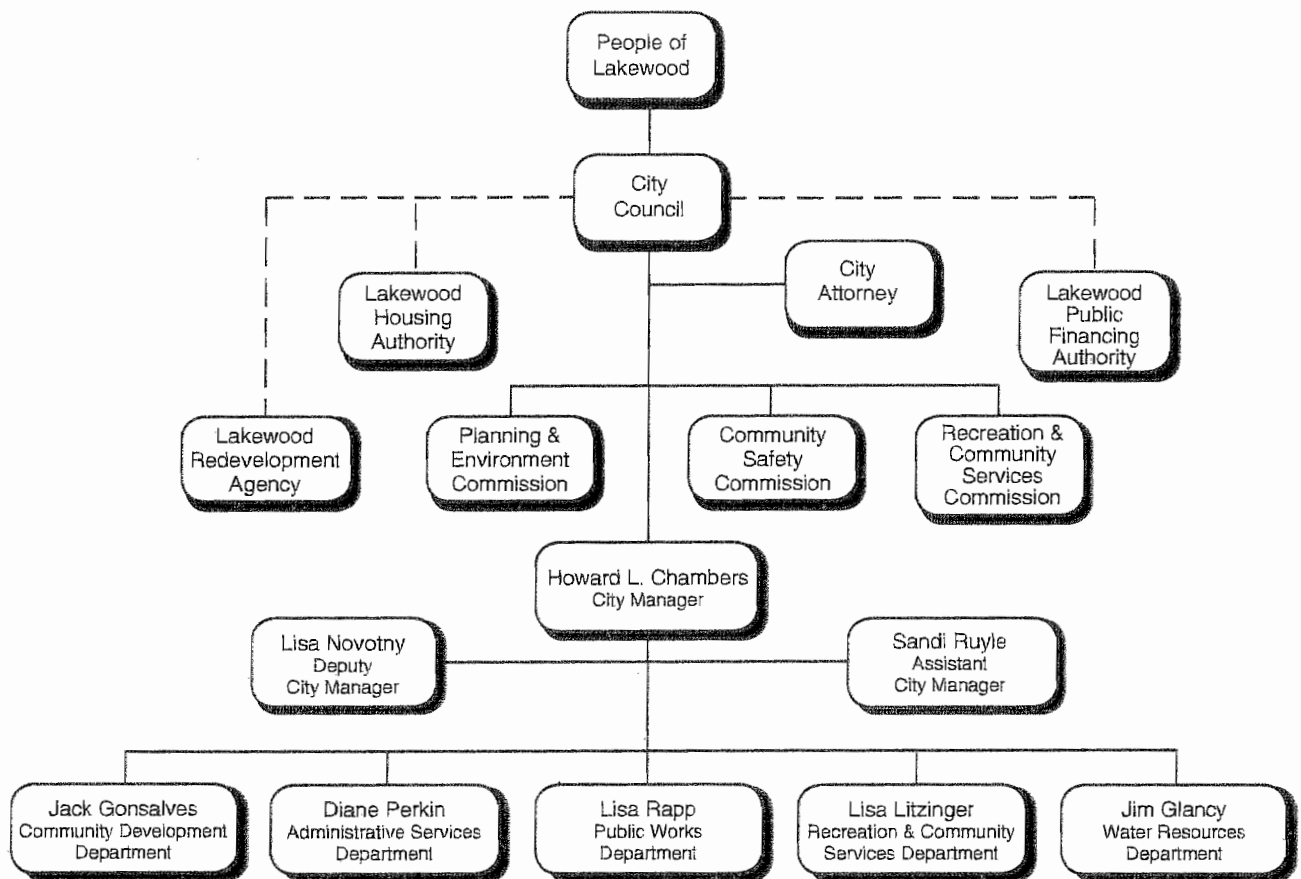 People of
Lakewood
City
Council
City
Attorney
Lakewood
Housing
Authority
Lakewood
Public
Financing
Authority
Lakewood
Redevelopment
Agency
Planning &
Environment
Commission
Community
Safety
Commission
Recreation &
Community
Services
Commission
Howard L. Chambers
City Manager
Lisa Novotny
Deputy
City Manager
Sandi Ruyle
Assistant
City Manager
Jack Gonsalves
Community Development
Department
Diane Perkin
Administrative Services
Department
Lisa Rapp
Public Works
Department
Lisa Litzinger
Recreation & Community
Services Department
Jim Glancy
Water Resources
Department